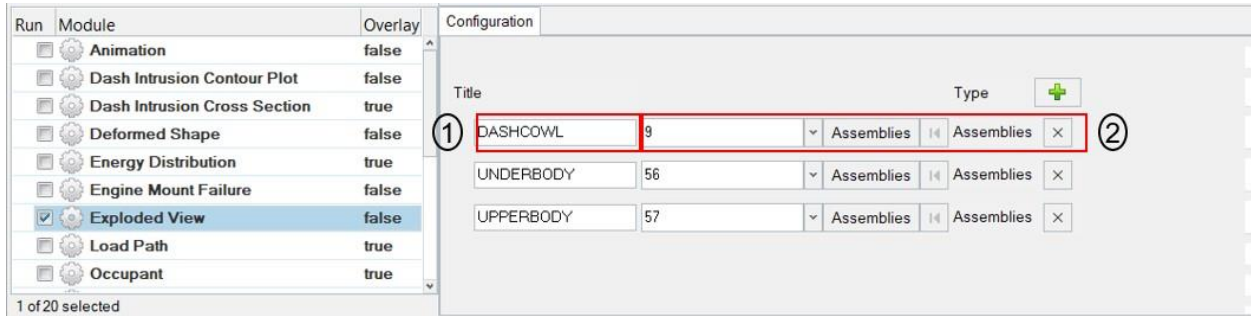 Run Module Overlay
Animation false
Dash Intrusion Contour Plot false
Dash Intrusion Cross Section true
Deformed Shape false
Energy Distribution true
Engine Mount Failure false
Exploded View false
Load Path true
Occupant true
1 of 20 selected
Configuration
Title Type
1 DASHCOWL 9 Assemblies Assemblies 2
UNDERBODY 56 Assemblies Assemblies
UPPERBODY 57 Assemblies Assemblies